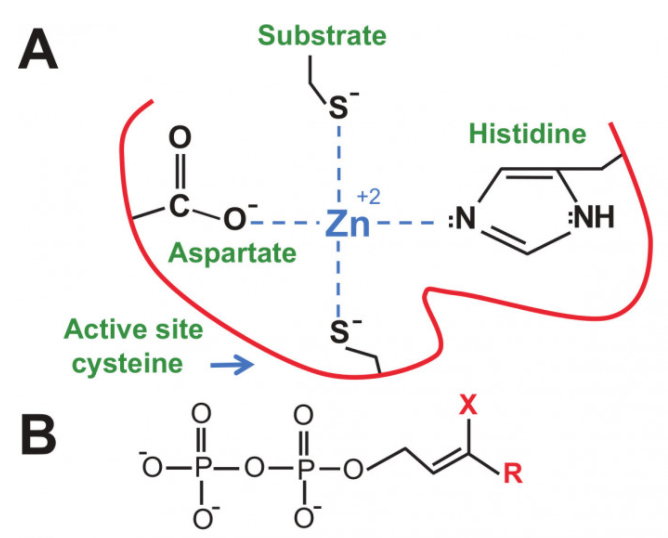 A
Substrate
S-
Histidine
O
C
O-
Zn
+2
:N
:NH
Aspartate
Active site
cysteine
S-
B
O
O
X
-O
P
O
P
O
R
O-
O-